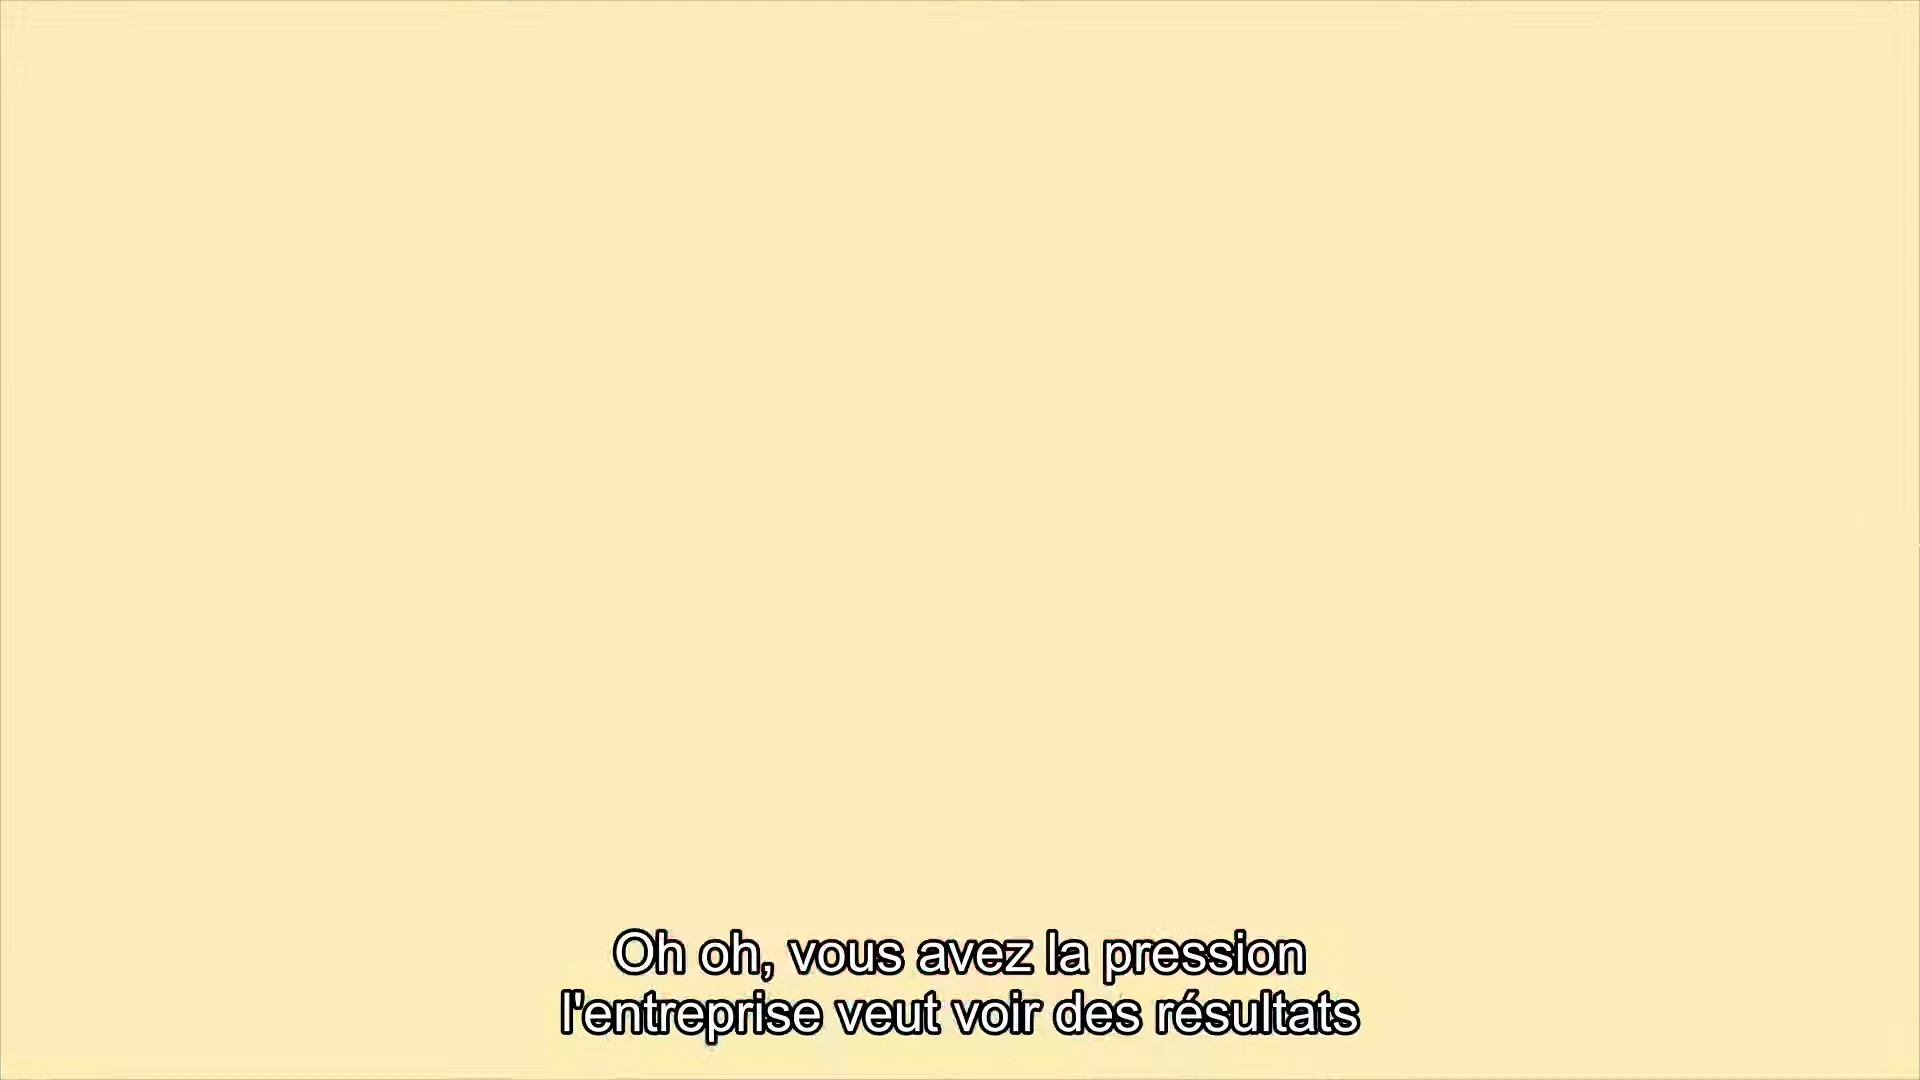 Oh oh, vous avez la pression
l'entreprise veut voir des résultats